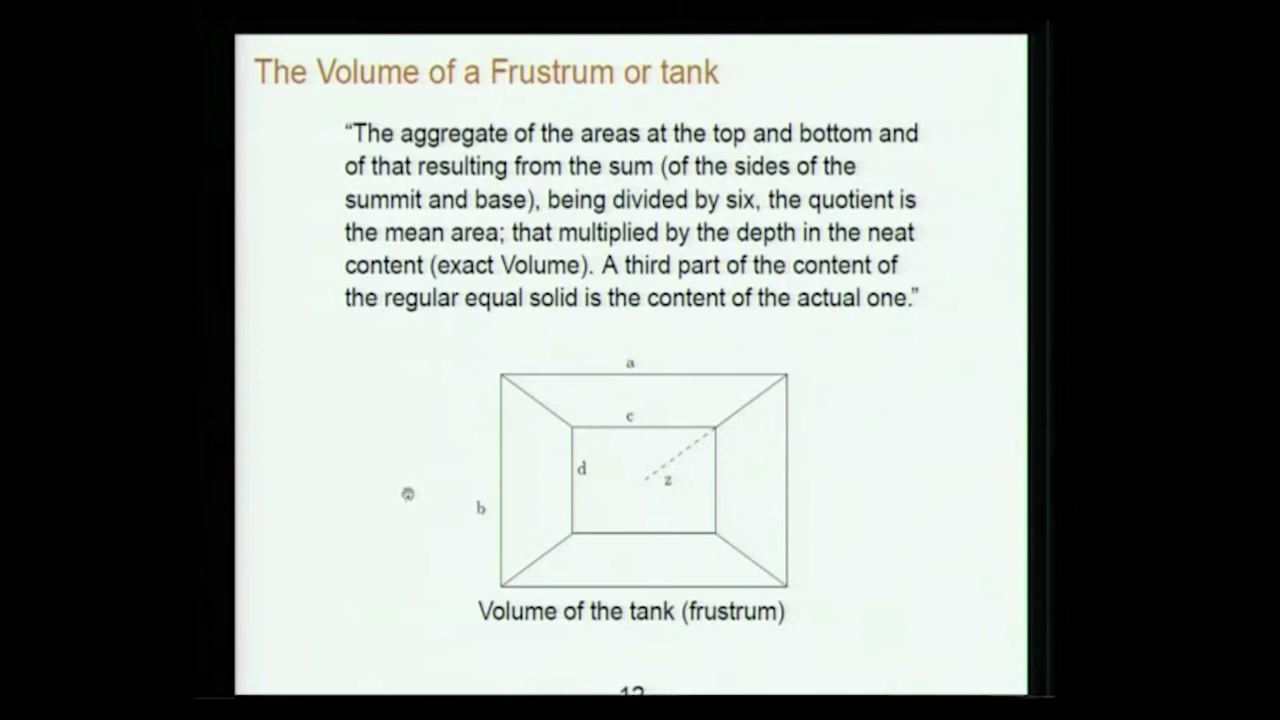 The Volume of a Frustrum or tank
“The aggregate of the areas at the top and bottom and
of that resulting from the sum (of the sides of the
summit and base), being divided by six, the quotient is
the mean area; that multiplied by the depth in the neat
content (exact Volume). A third part of the content of
the regular equal solid is the content of the actual one.”
a
c
d
z
b
Volume of the tank (frustrum)